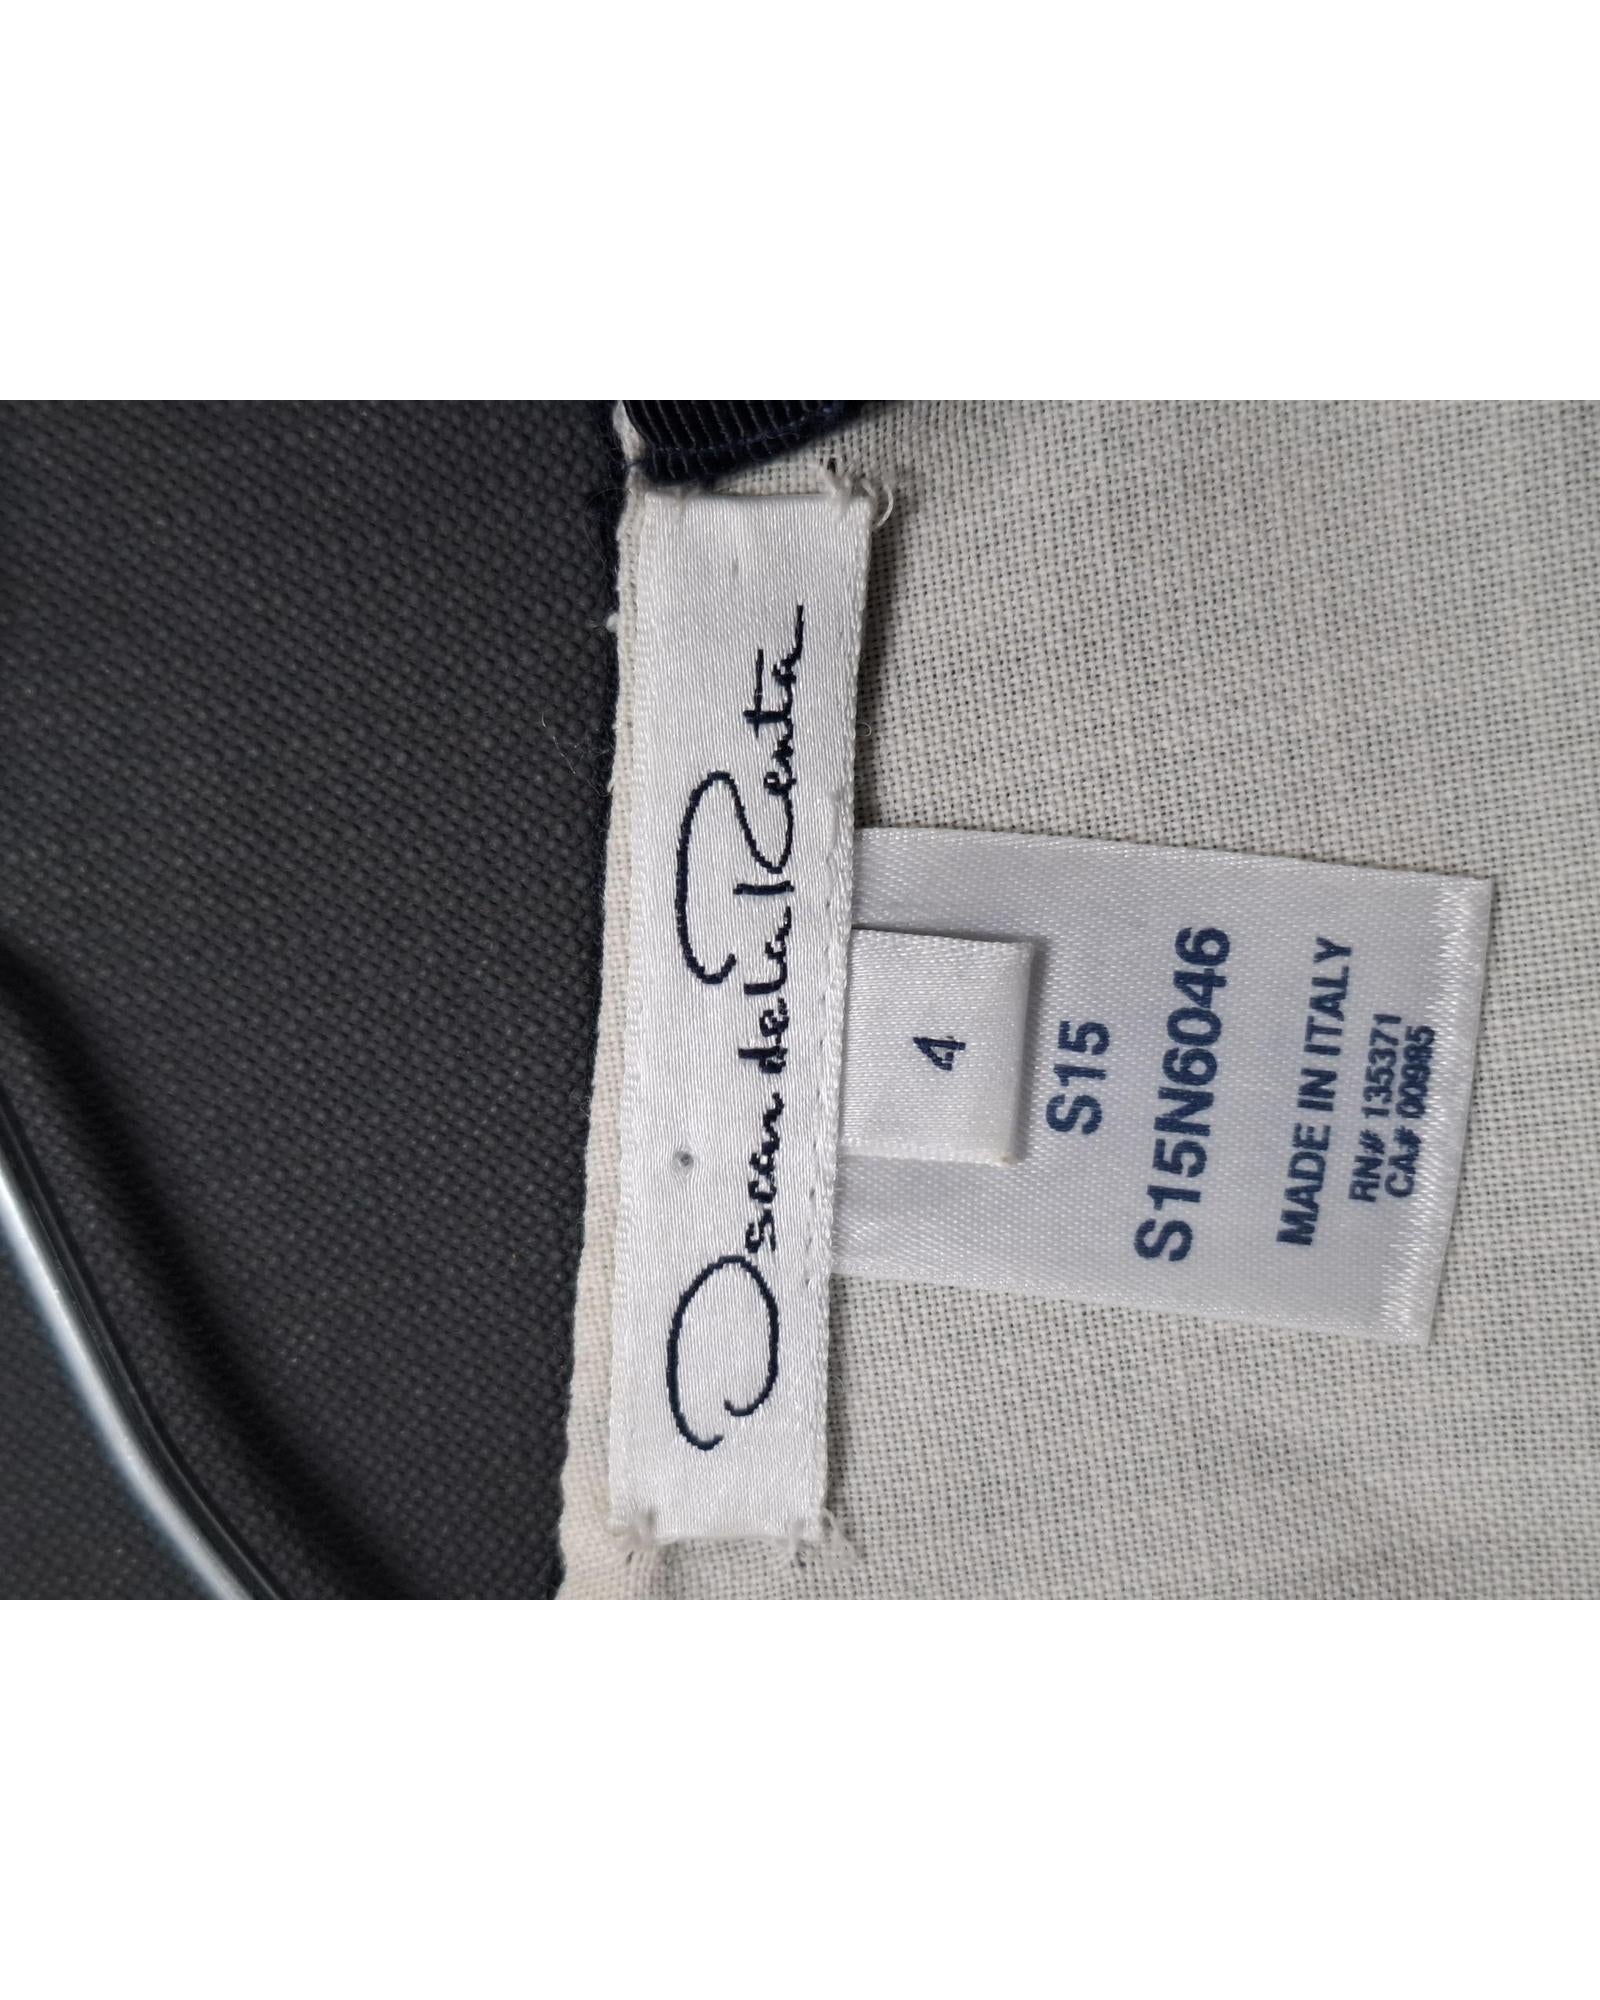 Oscar de la Renta
4
S15
S15N6046
MADE IN ITALY
RN# 135371
CA# 00985